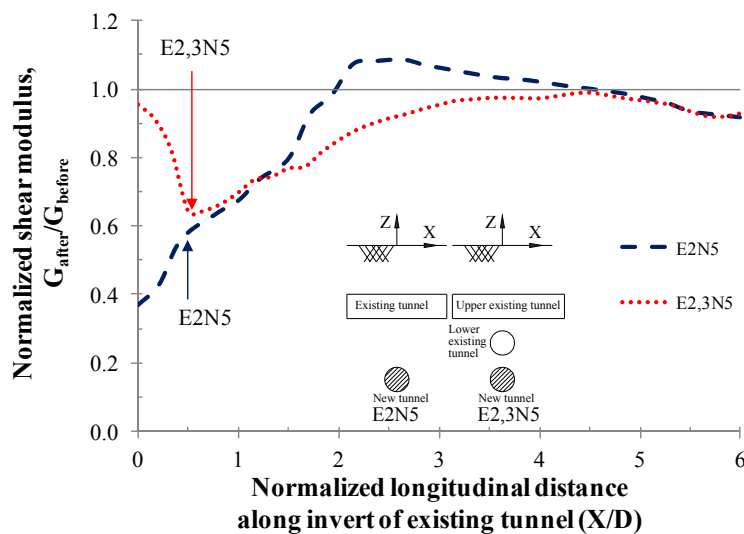 Normalized shear modulus,
G_after/G_before
1.2
1.0
0.8
0.6
0.4
0.2
0.0
E2,3N5
E2N5
Z
X
Z
X
Existing tunnel
Upper existing tunnel
Lower
existing
tunnel
New tunnel
E2N5
New tunnel
E2,3N5
E2N5
E2,3N5
0
1
2
3
4
5
6
Normalized longitudinal distance
along invert of existing tunnel (X/D)